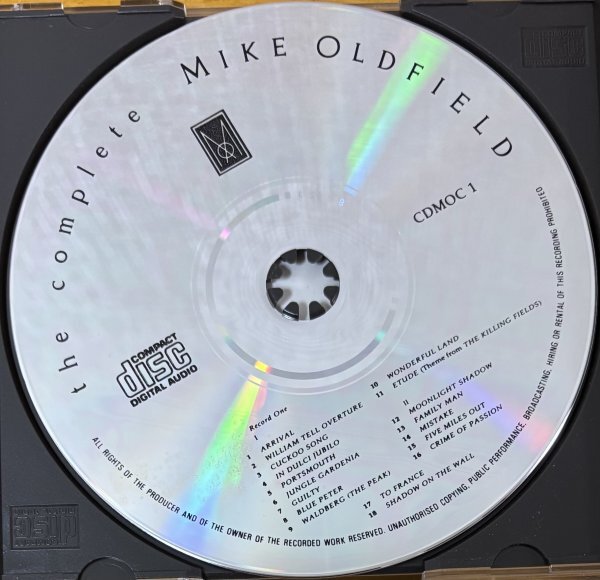 the complete MIKE OLDFIELD
CDMOC 1
COMPACT
disc
DIGITAL AUDIO
Record One
I
1 ARRIVAL
2 WILLIAM TELL OVERTURE
3 CUCKOO SONG
4 IN DULCI JUBILO
5 PORTSMOUTH
6 JUNGLE GARDENIA
7 GUILTY
8 BLUE PETER
9 WALDBERG (THE PEAK)
10 WONDERFUL LAND
11 ETUDE (Theme from THE KILLING FIELDS)
II
12 MOONLIGHT SHADOW
13 FAMILY MAN
14 MISTAKE
15 FIVE MILES OUT
16 CRIME OF PASSION
17 TO FRANCE
18 SHADOW ON THE WALL
ALL RIGHTS OF THE PRODUCER AND OF THE OWNER OF THE RECORDED WORK RESERVED. UNAUTHORISED COPYING, PUBLIC PERFORMANCE, BROADCASTING, HIRING OR RENTAL OF THIS RECORDING PROHIBITED